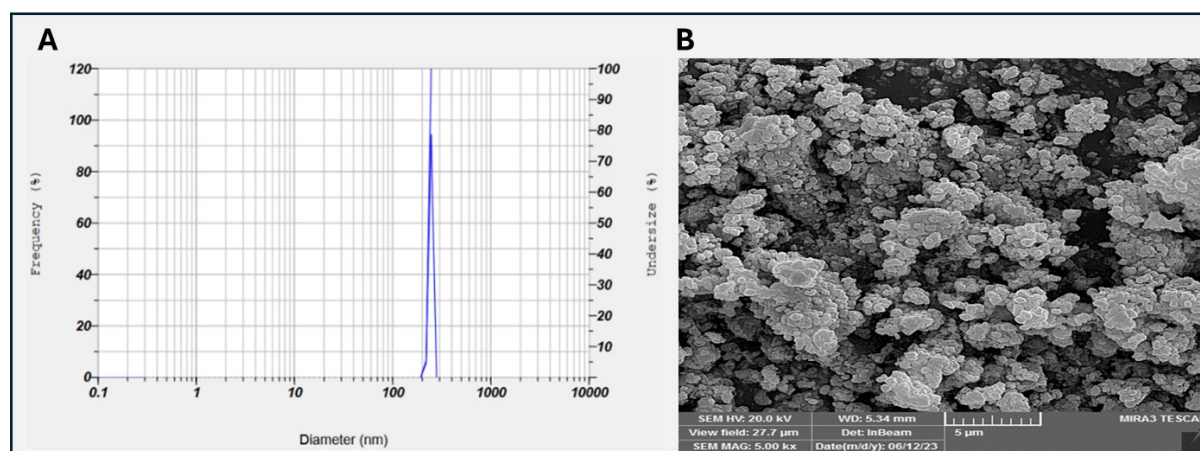 A
B
120
100
80
60
40
20
0
Frequency (%)
100
90
80
70
60
50
40
30
20
10
Undersize (%)
0.1 1 10 100 1000 10000
Diameter (nm)
SEM HV: 20.0 kV WD: 5.34 mm MIRA3 TESCA
View field: 27.7 µm Det: InBeam 5 µm
SEM MAG: 5.00 kx Date(m/d/y): 06/12/23